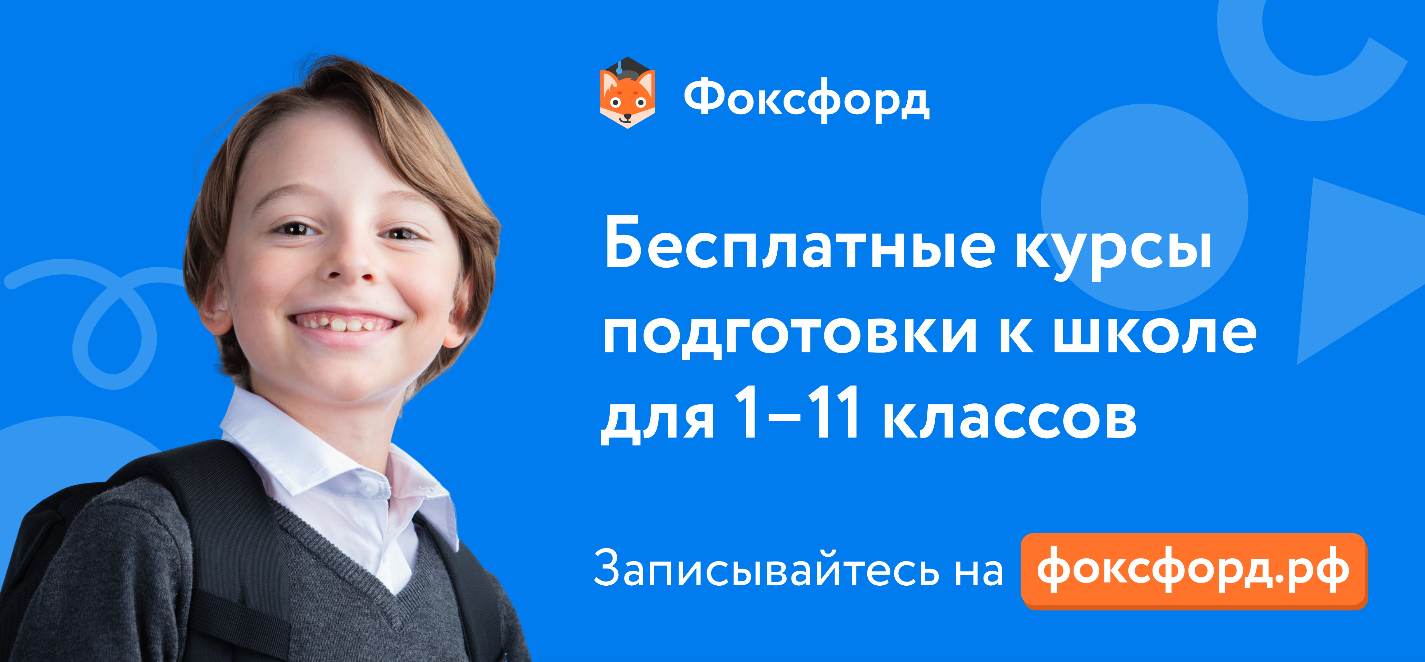 Фоксфорд
Бесплатные курсы
подготовки к школе
для 1–11 классов
Записывайтесь на фоксфорд.рф